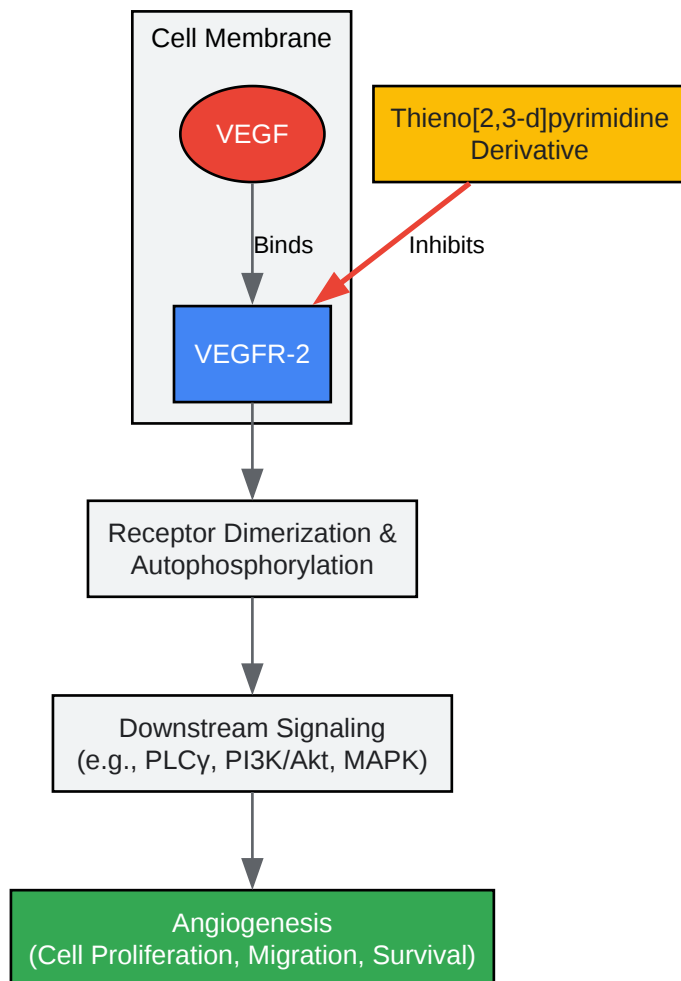 Cell Membrane
VEGF
Thieno[2,3-d]pyrimidine
Derivative
Binds
Inhibits
VEGFR-2
Receptor Dimerization &
Autophosphorylation
Downstream Signaling
(e.g., PLCγ, PI3K/Akt, MAPK)
Angiogenesis
(Cell Proliferation, Migration, Survival)